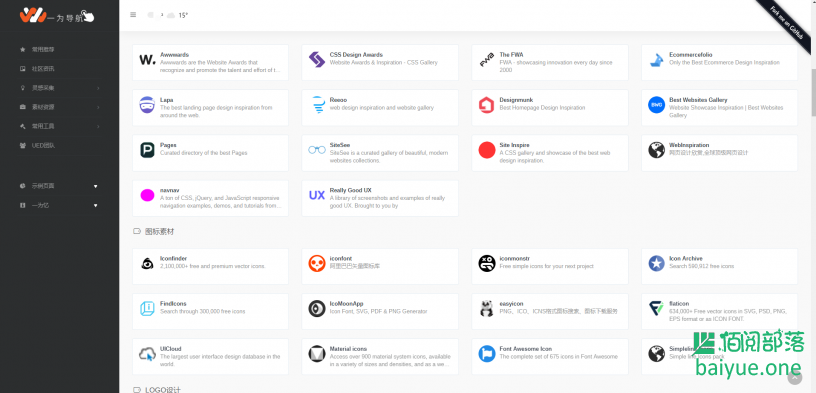 一为导航
15°
Fork me on GitHub
常用推荐
社区资讯
灵感采集
素材资源
常用工具
UED团队
示例页面
一为忆
Awwwards
Awwwards are the Website Awards that
recognize and promote the talent and effort of t...
CSS Design Awards
Website Awards & Inspiration - CSS Gallery
The FWA
FWA - showcasing innovation every day since
2000
Ecommercefolio
Only the Best Ecommerce Design Inspiration
Lapa
The best landing page design inspiration from
around the web.
Reeoo
web design inspiration and website gallery
Designmunk
Best Homepage Design Inspiration
BWG
Best Websites Gallery
Website Showcase Inspiration | Best Websites
Gallery
Pages
Curated directory of the best Pages
SiteSee
SiteSee is a curated gallery of beautiful, modern
websites collections.
Site Inspire
A CSS gallery and showcase of the best web
design inspiration.
WebInspiration
网页设计欣赏,全球顶级网页设计
navnav
A ton of CSS, jQuery, and JavaScript responsive
navigation examples, demos, and tutorials from...
UX
Really Good UX
A library of screenshots and examples of really
good UX. Brought to you by
图标素材
Iconfinder
2,100,000+ free and premium vector icons.
iconfont
阿里巴巴矢量图标库
iconmonstr
Free simple icons for your next project
Icon Archive
Search 590,912 free icons
FindIcons
Search through 300,000 free icons
IcoMoonApp
Icon Font, SVG, PDF & PNG Generator
easyicon
PNG、ICO、ICNS格式图标搜索、图标下载服务
flaticon
634,000+ Free vector icons in SVG, PSD, PNG,
EPS format or as ICON FONT.
UICloud
The largest user interface design database in the
world.
Material icons
Access over 900 material system icons, available
in a variety of sizes and densities, and as a we...
Font Awesome Icon
The complete set of 675 icons in Font Awesome
佰阅部落
baiyue.one
LOGO设计